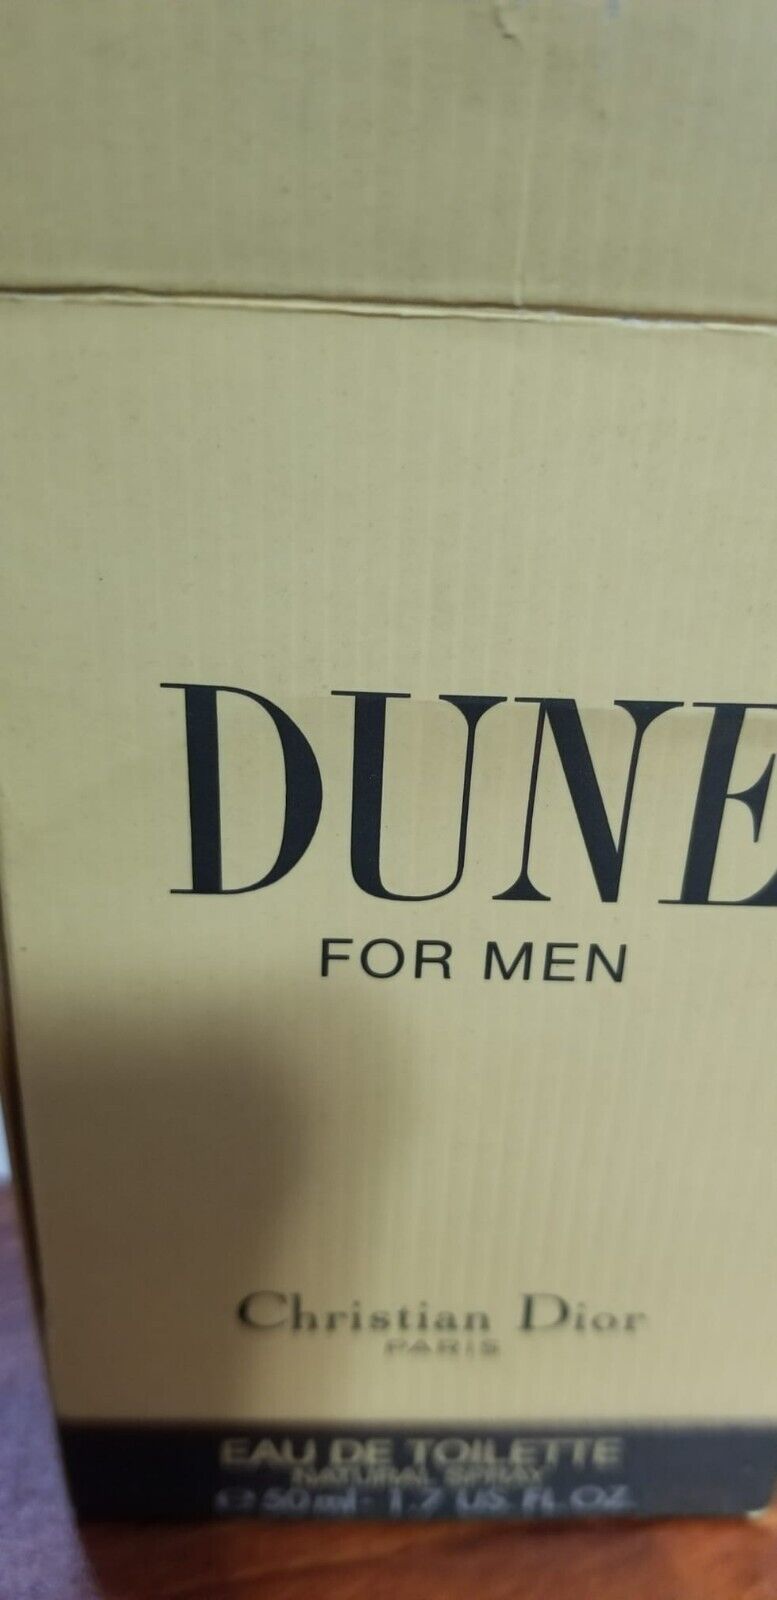 DUNE
FOR MEN
Christian Dior
PARIS
EAU DE TOILETTE
NATURAL SPRAY
e 50 ml - 1.7 US. FL. OZ.